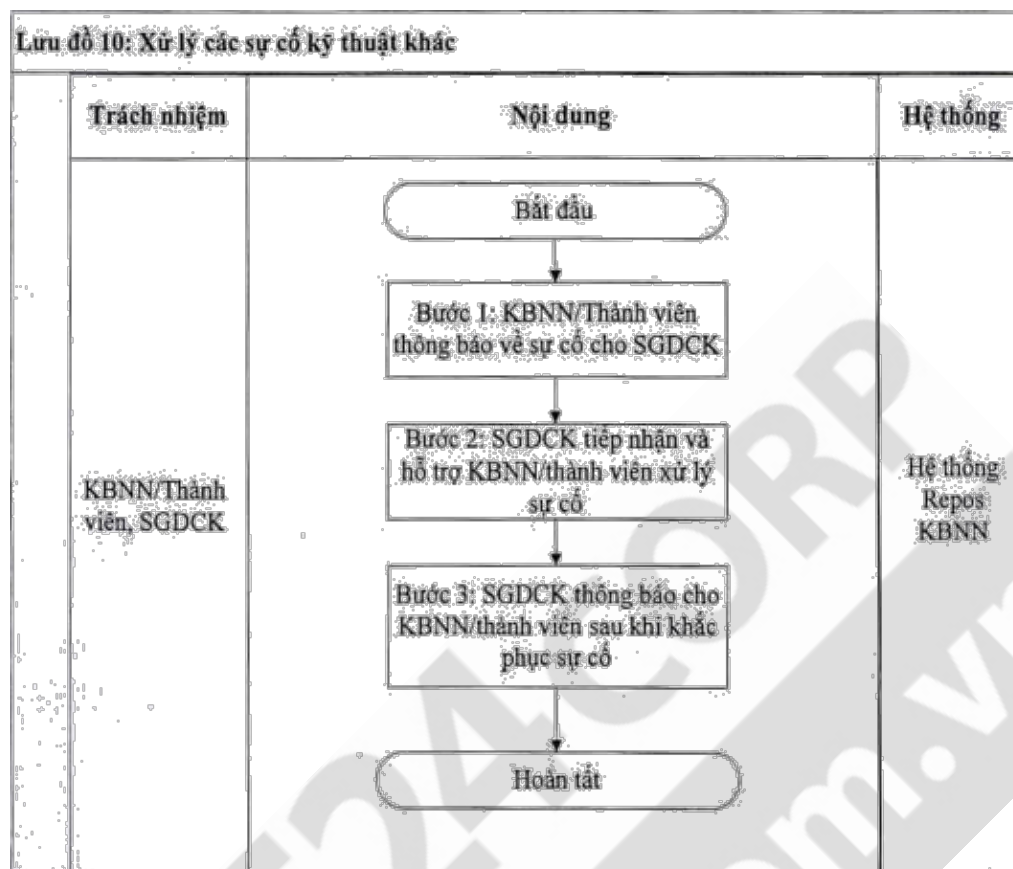 Lưu đồ 10: Xử lý các sự cố kỹ thuật khác
Trách nhiệm
Nội dung
Hệ thống
Bắt đầu
Bước 1: KBNN/Thành viên
thông báo về sự cố cho SGDCK
Bước 2: SGDCK tiếp nhận và
hỗ trợ KBNN/thành viên xử lý
sự cố
KBNN/Thành
viên, SGDCK
Hệ thống
Repos
KBNN
Bước 3: SGDCK thông báo cho
KBNN/thành viên sau khi khắc
phục sự cố
Hoàn tất
24CORP
om.v